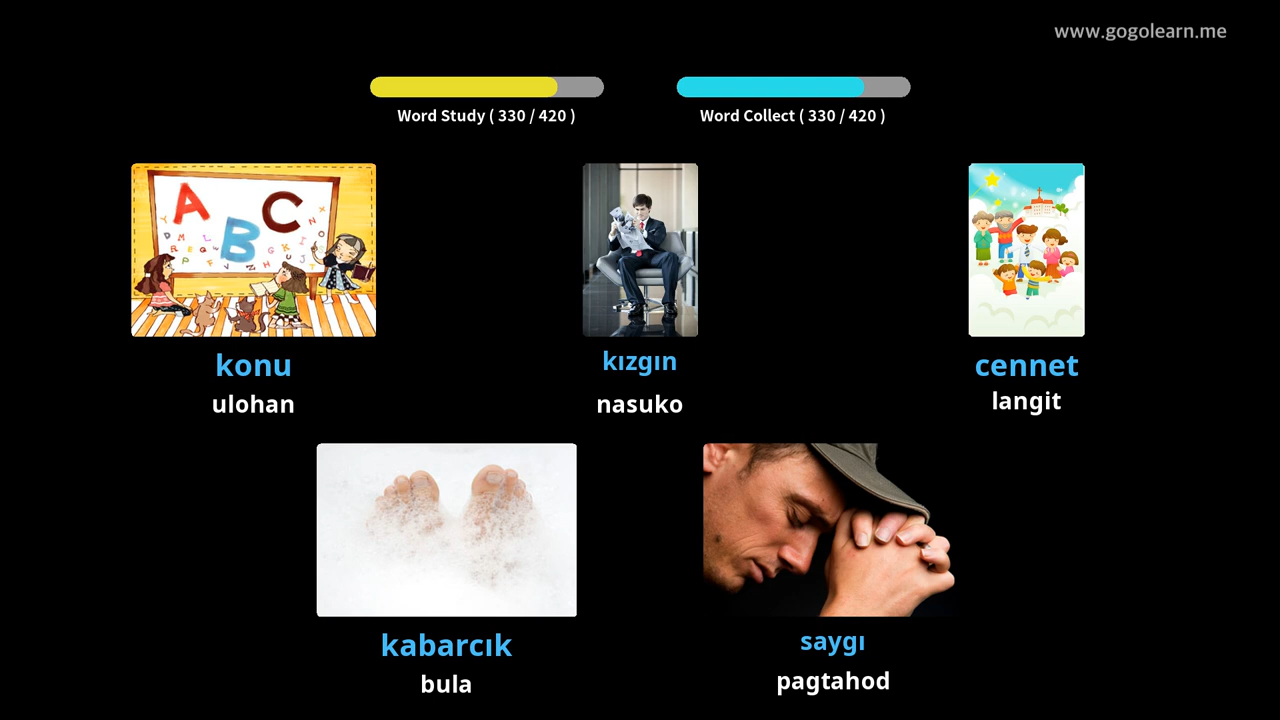 www.gogolearn.me
Word Study ( 330 / 420 )
Word Collect ( 330 / 420 )
A B C
konu
ulohan
kızgın
nasuko
cennet
langit
kabarcık
bula
saygı
pagtahod